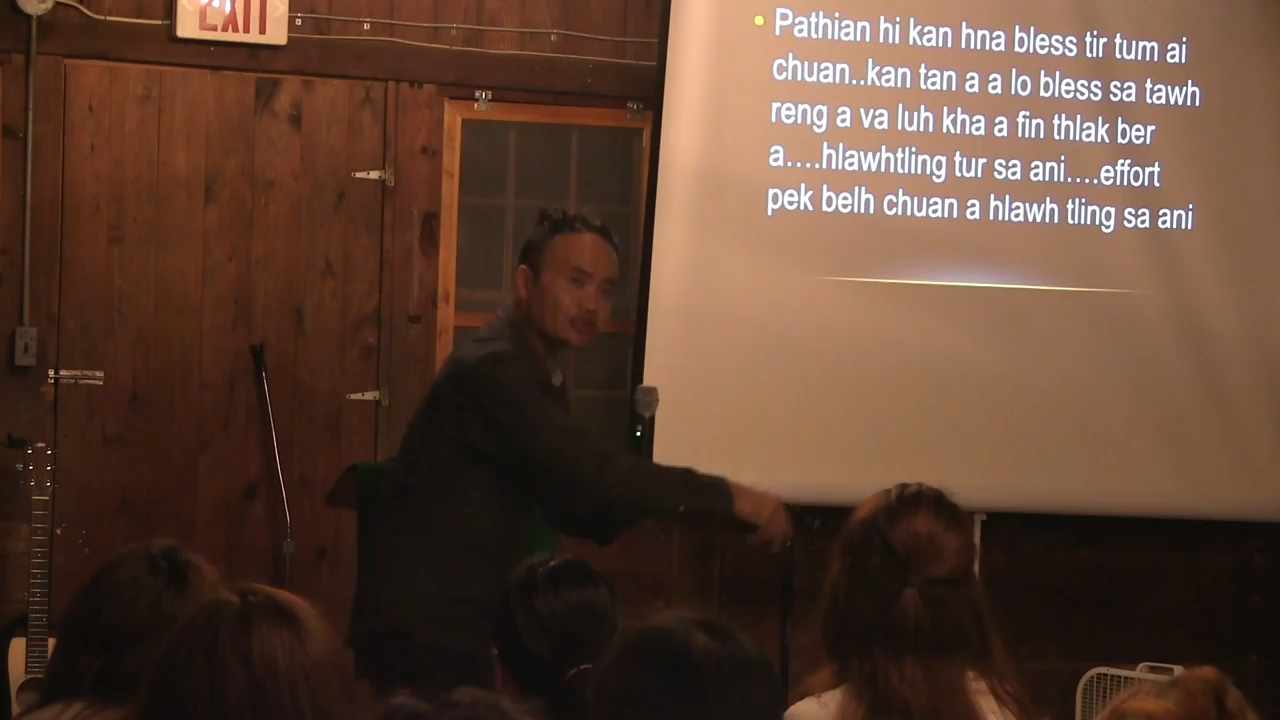 EXIT
Pathian hi kan hna bless tir tum ai
chuan..kan tan a a lo bless sa tawh
reng a va luh kha a fin thlak ber
a....hlawhtling tur sa ani....effort
pek belh chuan a hlawh tling sa ani